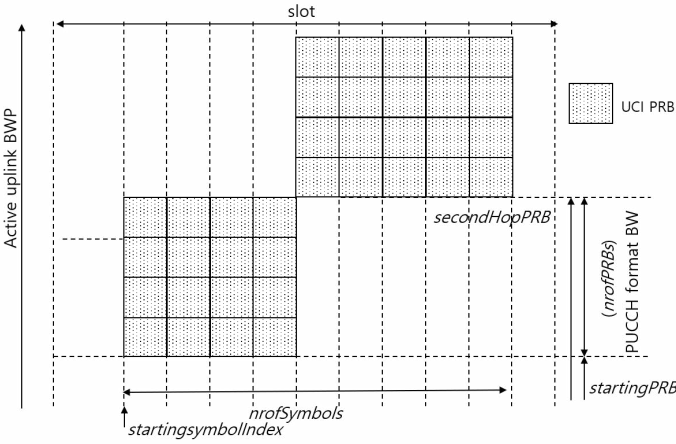 slot
Active uplink BWP
UCI PRB
secondHopPRB
(nrofPRBs)
PUCCH format BW
startingPRB
nrofSymbols
startingsymbolIndex